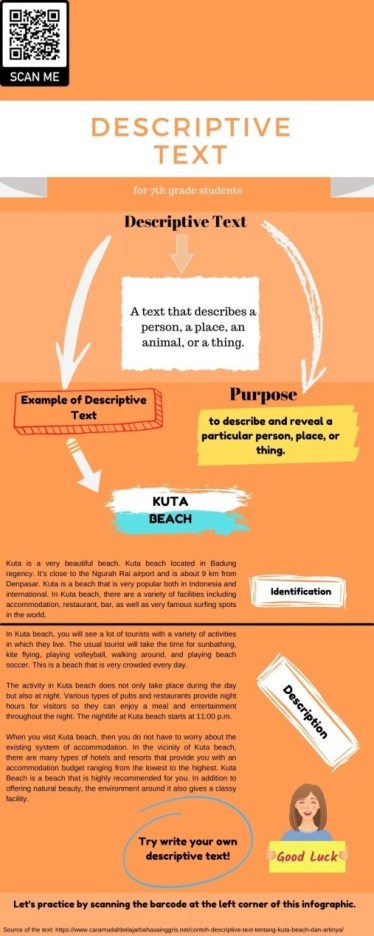 SCAN ME
DESCRIPTIVE
TEXT
for 7th grade students
Descriptive Text
A text that describes a
person, a place, an
animal, or a thing.
Example of Descriptive
Text
Purpose
to describe and reveal a
particular person, place, or
thing.
KUTA
BEACH
Kuta is a very beautiful beach. Kuta beach located in Badung
regency. It's close to the Ngurah Rai airport and is about 9 km from
Denpasar. Kuta is a beach that is very popular both in Indonesia and
international. In Kuta beach, there are a variety of facilities including
accommodation, restaurant, bar, as well as very famous surfing spots
in the world.
Identification
In Kuta beach, you will see a lot of tourists with a variety of activities
in which they live. The usual tourist will take the time for sunbathing,
kite flying, playing volleyball, walking around, and playing beach
soccer. This is a beach that is very crowded every day.
The activity in Kuta beach does not only take place during the day
but also at night. Various types of pubs and restaurants provide night
hours for visitors so they can enjoy a meal and entertainment
throughout the night. The nightlife at Kuta beach starts at 11:00 p.m.
When you visit Kuta beach, then you do not have to worry about the
existing system of accommodation. In the vicinity of Kuta beach,
there are many types of hotels and resorts that provide you with an
accommodation budget ranging from the lowest to the highest. Kuta
Beach is a beach that is highly recommended for you. In addition to
offering natural beauty, the environment around it also gives a classy
facility.
Description
Try write your own
descriptive text!
Good Luck
Let's practice by scanning the barcode at the left corner of this infographic.
Source of the text: https://www.caramudahbelajarbahasainggris.net/contoh-descriptive-text-tentang-kuta-beach-dan-artinya/